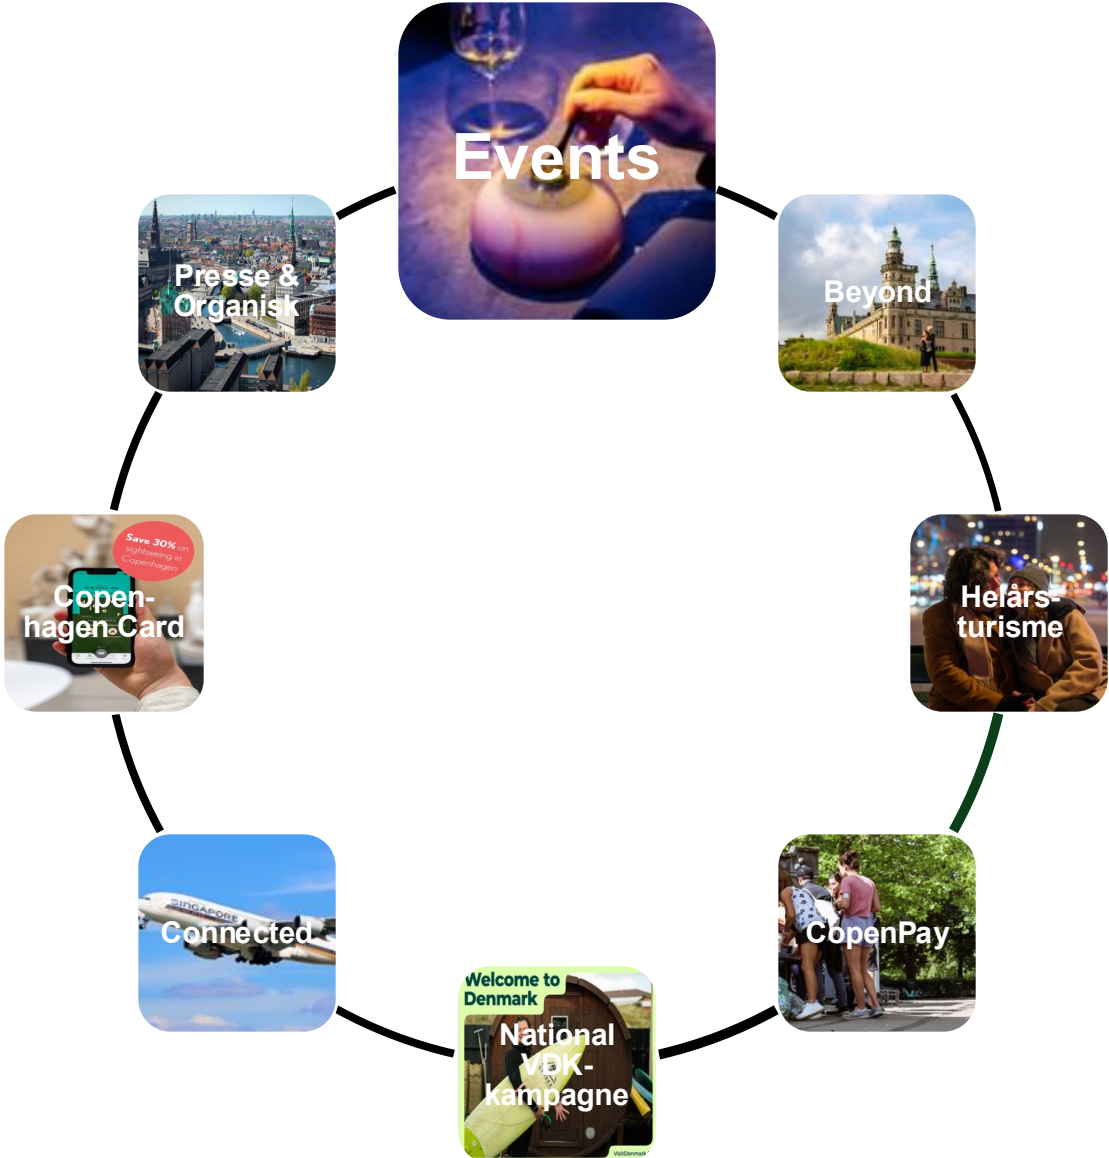 Events
Presse &
Organisk
Beyond
Save 30% on
sightseeing in
Copenhagen
Copen-
hagen Card
Helårs-
turisme
SINGAPORE
Connected
CopenPay
Welcome to
Denmark
National
VDK-
kampagne
VisitDenmark